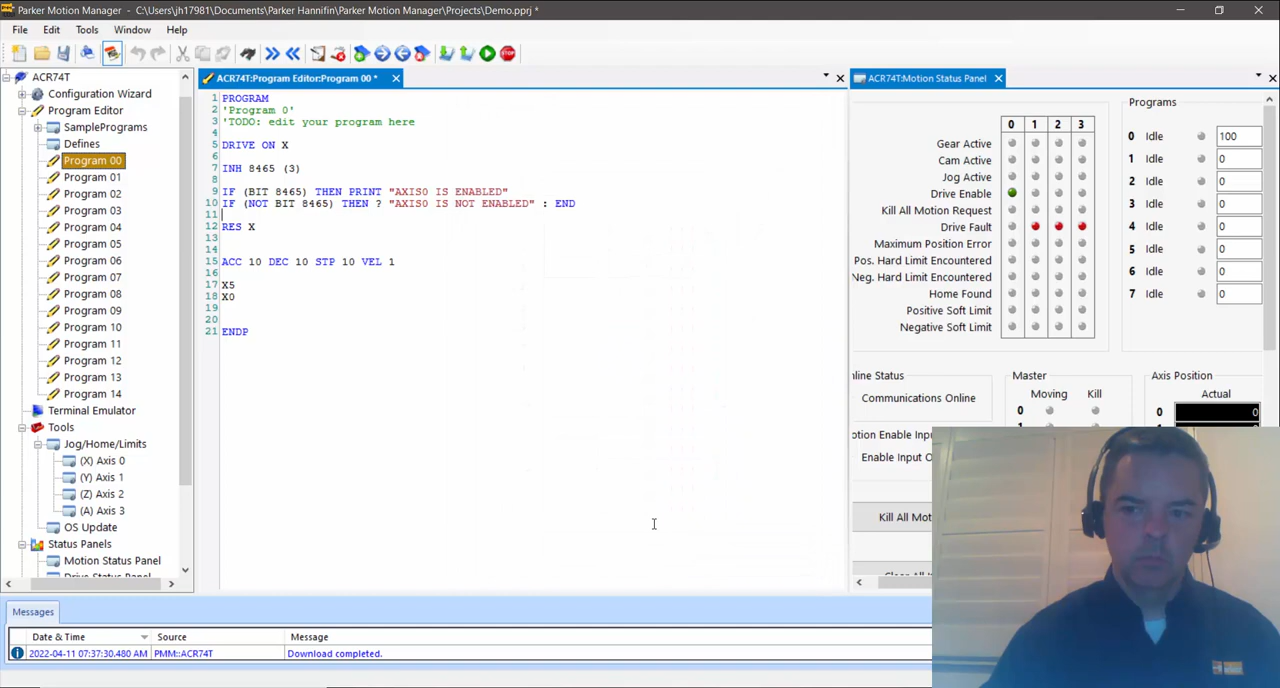 Parker Motion Manager - C:\Users\jh17981\Documents\Parker Hannifin\Parker Motion Manager\Projects\Demo.pprj *
File Edit Tools Window Help
ACR74T
Configuration Wizard
Program Editor
SamplePrograms
Defines
Program 00
Program 01
Program 02
Program 03
Program 04
Program 05
Program 06
Program 07
Program 08
Program 09
Program 10
Program 11
Program 12
Program 13
Program 14
Terminal Emulator
Tools
Jog/Home/Limits
(X) Axis 0
(Y) Axis 1
(Z) Axis 2
(A) Axis 3
OS Update
Status Panels
Motion Status Panel
ACR74T:Program Editor:Program 00 *
1 PROGRAM
2 'Program 0'
3 'TODO: edit your program here
4
5 DRIVE ON X
6
7 INH 8465 (3)
8
9 IF (BIT 8465) THEN PRINT "AXIS0 IS ENABLED"
10 IF (NOT BIT 8465) THEN ? "AXIS0 IS NOT ENABLED" : END
11
12 RES X
13
14
15 ACC 10 DEC 10 STP 10 VEL 1
16
17 X5
18 X0
19
20
21 ENDP
ACR74T:Motion Status Panel
0 1 2 3
Gear Active
Cam Active
Jog Active
Drive Enable
Kill All Motion Request
Drive Fault
Maximum Position Error
Pos. Hard Limit Encountered
Neg. Hard Limit Encountered
Home Found
Positive Soft Limit
Negative Soft Limit
Programs
0 Idle 100
1 Idle 0
2 Idle 0
3 Idle 0
4 Idle 0
5 Idle 0
6 Idle 0
7 Idle 0
nline Status
Communications Online
Master
Moving Kill
0
Axis Position
Actual
0 0
otion Enable Inpu
Enable Input O
Kill All Mot
Messages
Date & Time Source Message
2022-04-11 07:37:30.480 AM PMM::ACR74T Download completed.
STOP